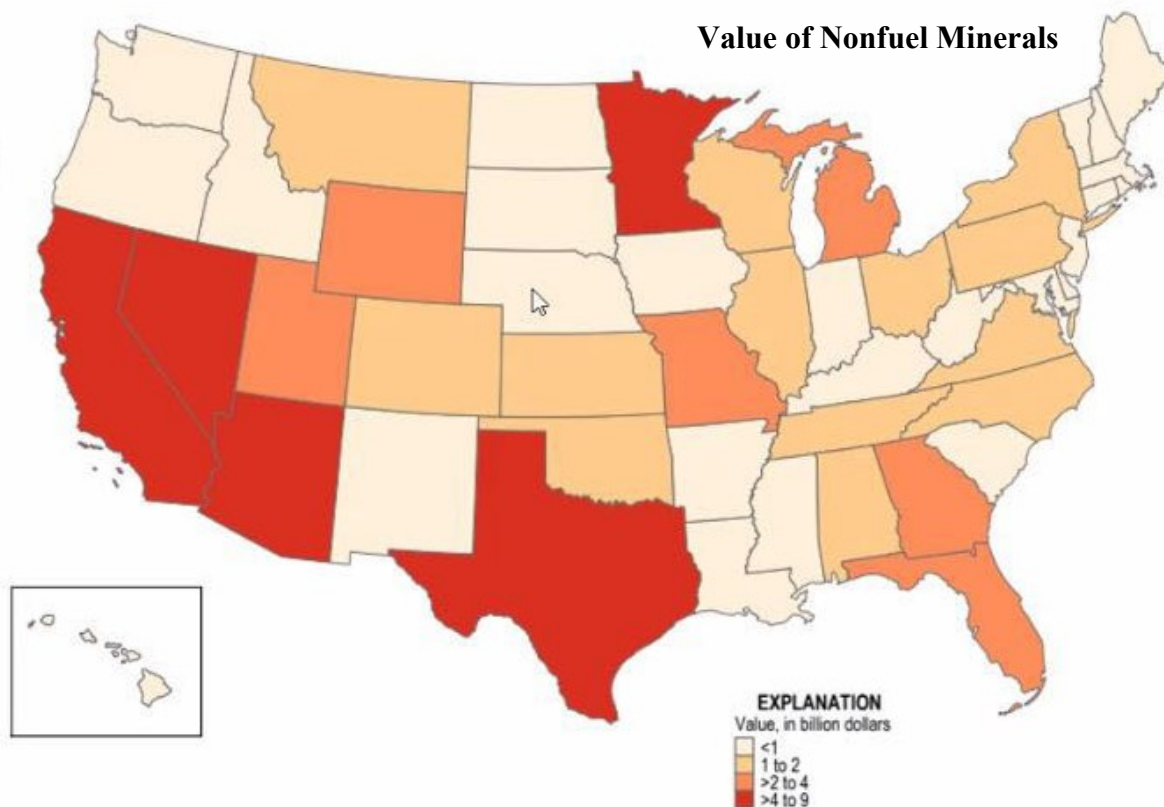 Value of Nonfuel Minerals
EXPLANATION
Value, in billion dollars
<1
1 to 2
>2 to 4
>4 to 9